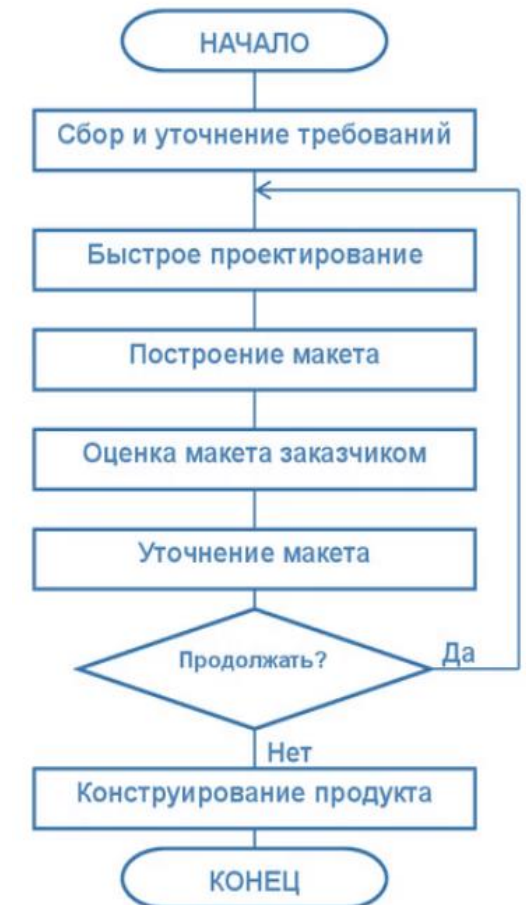 НАЧАЛО
Сбор и уточнение требований
Быстрое проектирование
Построение макета
Оценка макета заказчиком
Уточнение макета
Продолжать?
Да
Нет
Конструирование продукта
КОНЕЦ